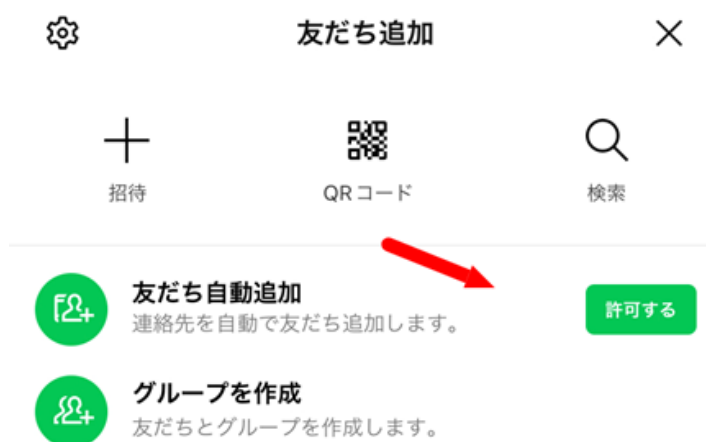 友だち追加
招待
QRコード
検索
友だち自動追加
連絡先を自動で友だち追加します。
許可する
グループを作成
友だちとグループを作成します。